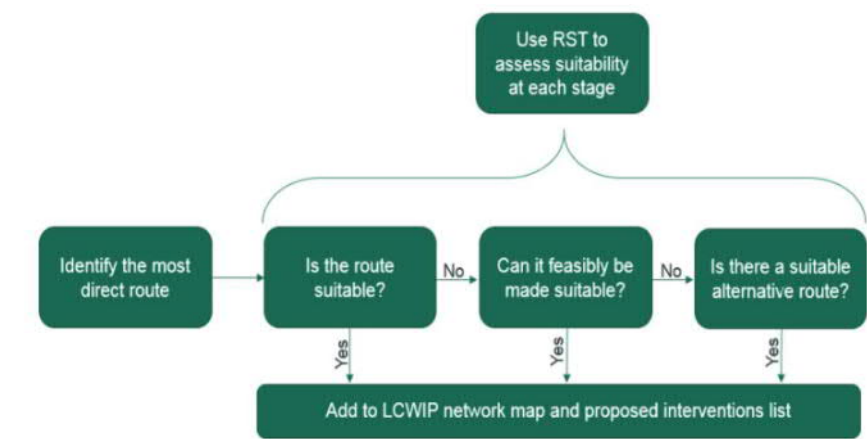 Use RST to
assess suitability
at each stage
Identify the most
direct route
Is the route
suitable?
No
Can it feasibly be
made suitable?
No
Is there a suitable
alternative route?
Yes
Yes
Yes
Add to LCWIP network map and proposed interventions list